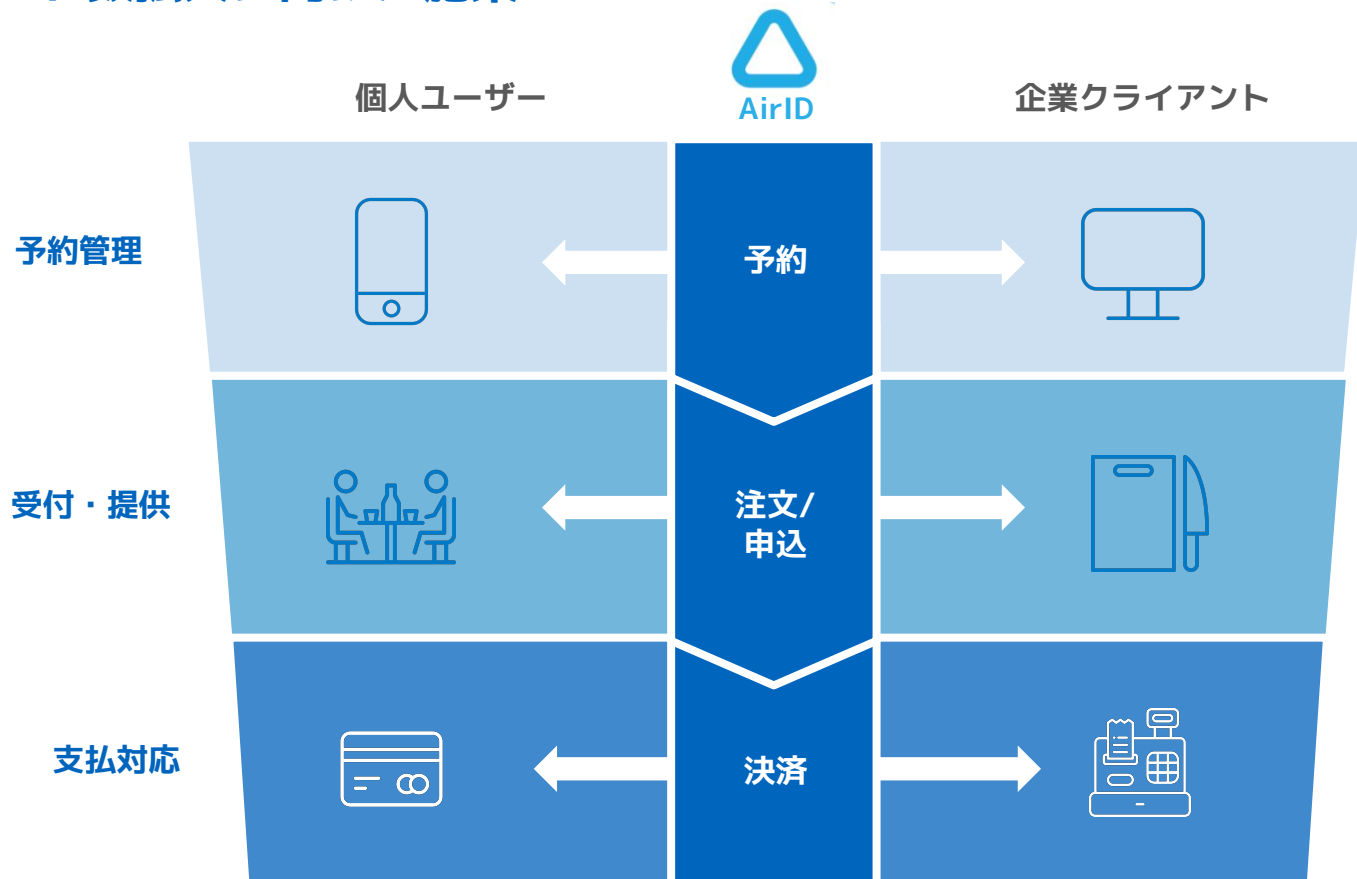 個人ユーザー
AirID
企業クライアント
予約管理
予約
受付・提供
注文/
申込
支払対応
決済